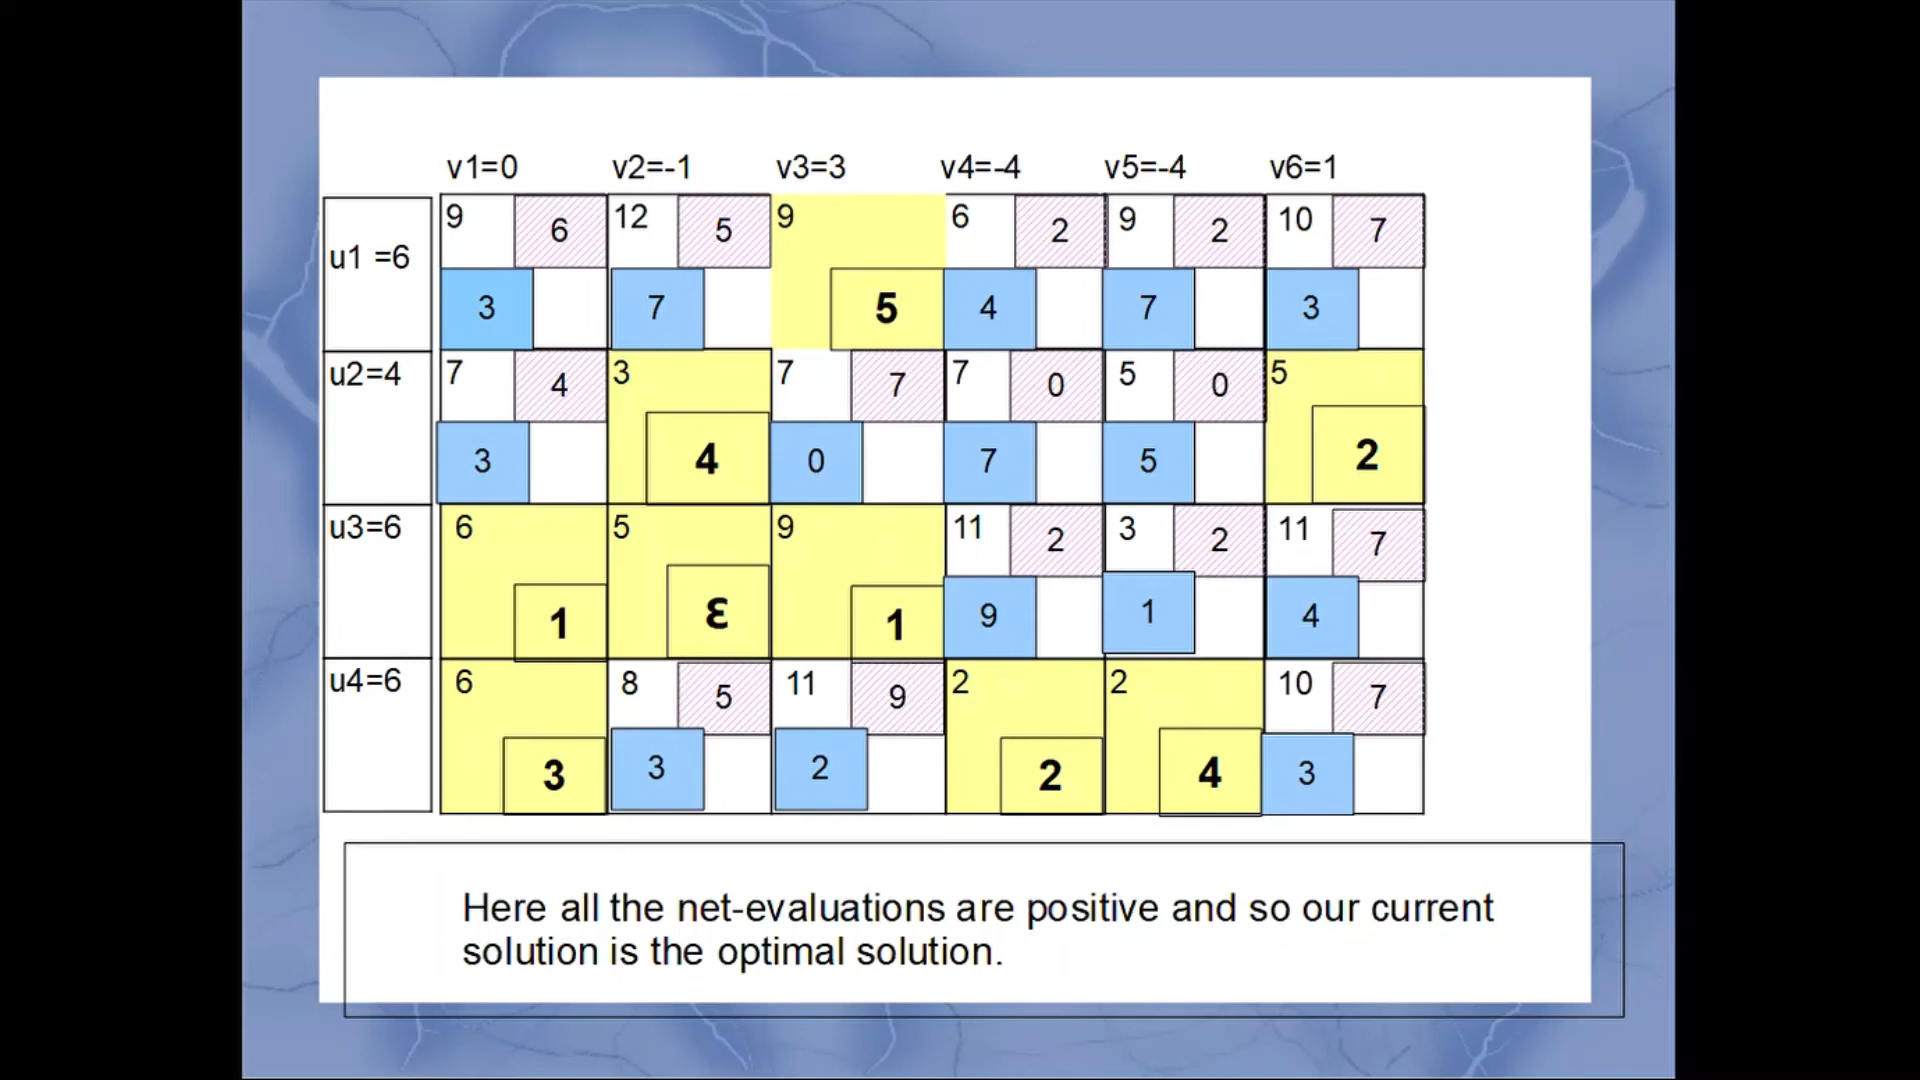 v1=0 v2=-1 v3=3 v4=-4 v5=-4 v6=1
9 6 12 5 9 6 2 9 2 10 7
u1 =6
3 7 5 4 7 3
u2=4 7 4 3 7 7 7 0 5 0 5
3 4 0 7 5 2
u3=6 6 5 9 11 2 3 2 11 7
1 ε 1 9 1 4
u4=6 6 8 5 11 9 2 2 10 7
3 3 2 2 4 3
Here all the net-evaluations are positive and so our current
solution is the optimal solution.